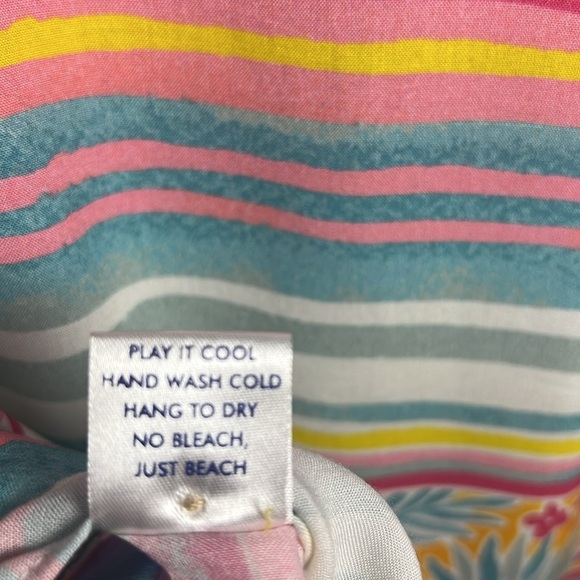 PLAY IT COOL
HAND WASH COLD
HANG TO DRY
NO BLEACH,
JUST BEACH